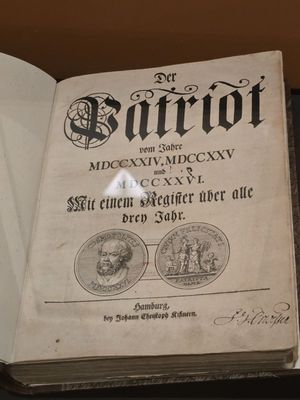 Der
Patriot
vom Jahre
MDCCXXIV, MDCCXXV
und
MDCCXXVI.
Mit einem Register über alle
drey Jahr.
MDCCXXVI.
Hamburg,
bey Johann Christoph Kißnern.